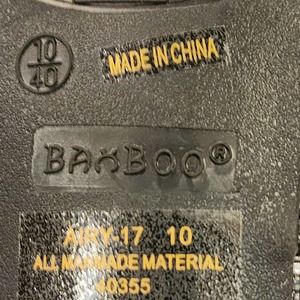 10
40
MADE IN CHINA
BAMBOO®
AIRY-17 10
ALL MANMADE MATERIAL
40355